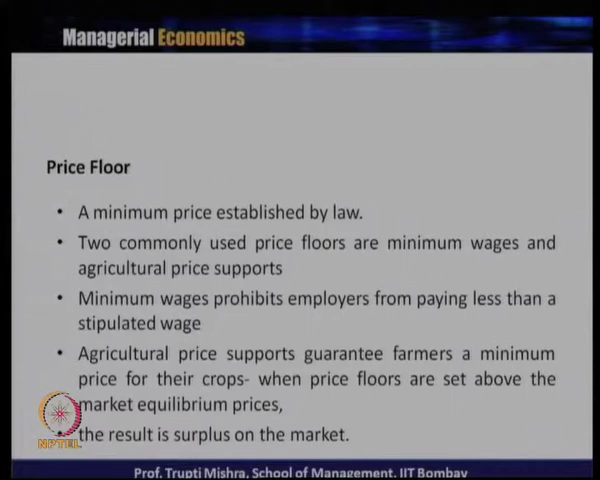 Managerial Economics
Price Floor
• A minimum price established by law.
• Two commonly used price floors are minimum wages and
agricultural price supports
• Minimum wages prohibits employers from paying less than a
stipulated wage
• Agricultural price supports guarantee farmers a minimum
price for their crops- when price floors are set above the
market equilibrium prices,
• the result is surplus on the market.
NPTEL
Prof. Trupti Mishra, School of Management, IIT Bombay